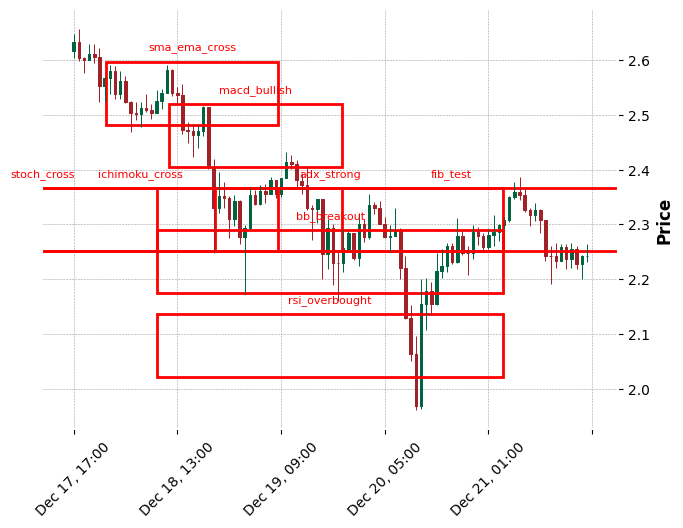 sma_ema_cross
macd_bullish
stoch_cross
ichimoku_cross
adx_strong
fib_test
bb_breakout
rsi_overbought
2.6
2.5
2.4
2.3
2.2
2.1
2.0
Price
Dec 17, 17:00
Dec 18, 13:00
Dec 19, 09:00
Dec 20, 05:00
Dec 21, 01:00